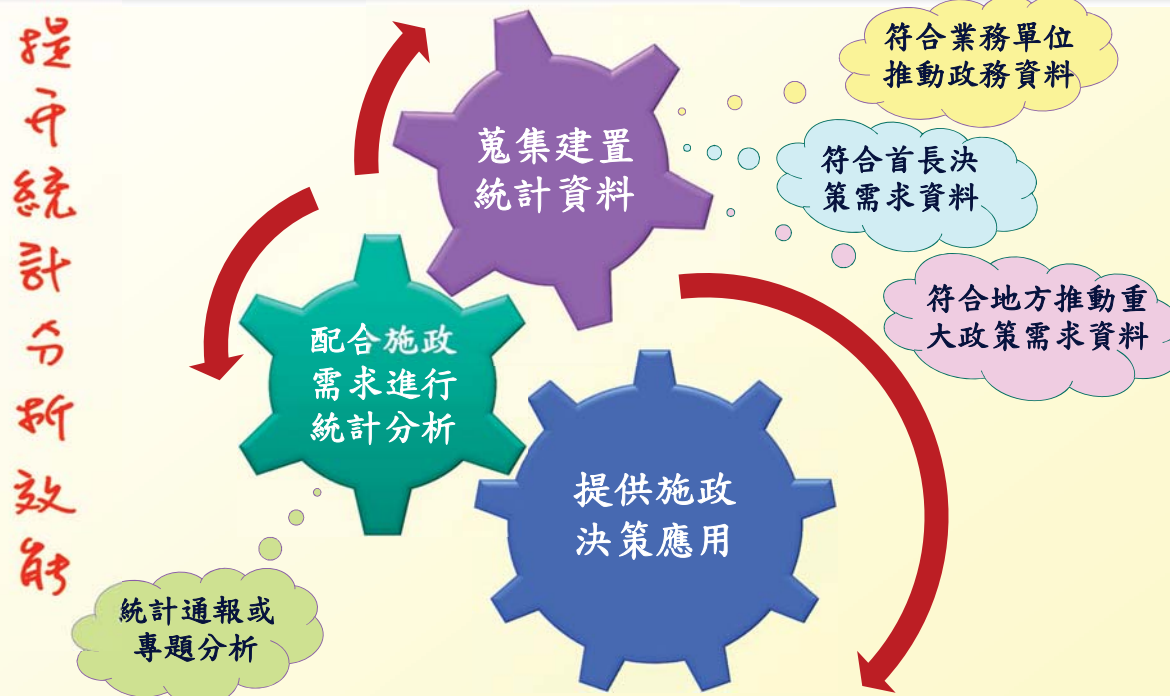 提升統計分析效能
蒐集建置
統計資料
符合業務單位
推動政務資料
符合首長決
策需求資料
符合地方推動重
大政策需求資料
配合施政
需求進行
統計分析
提供施政
決策應用
統計通報或
專題分析